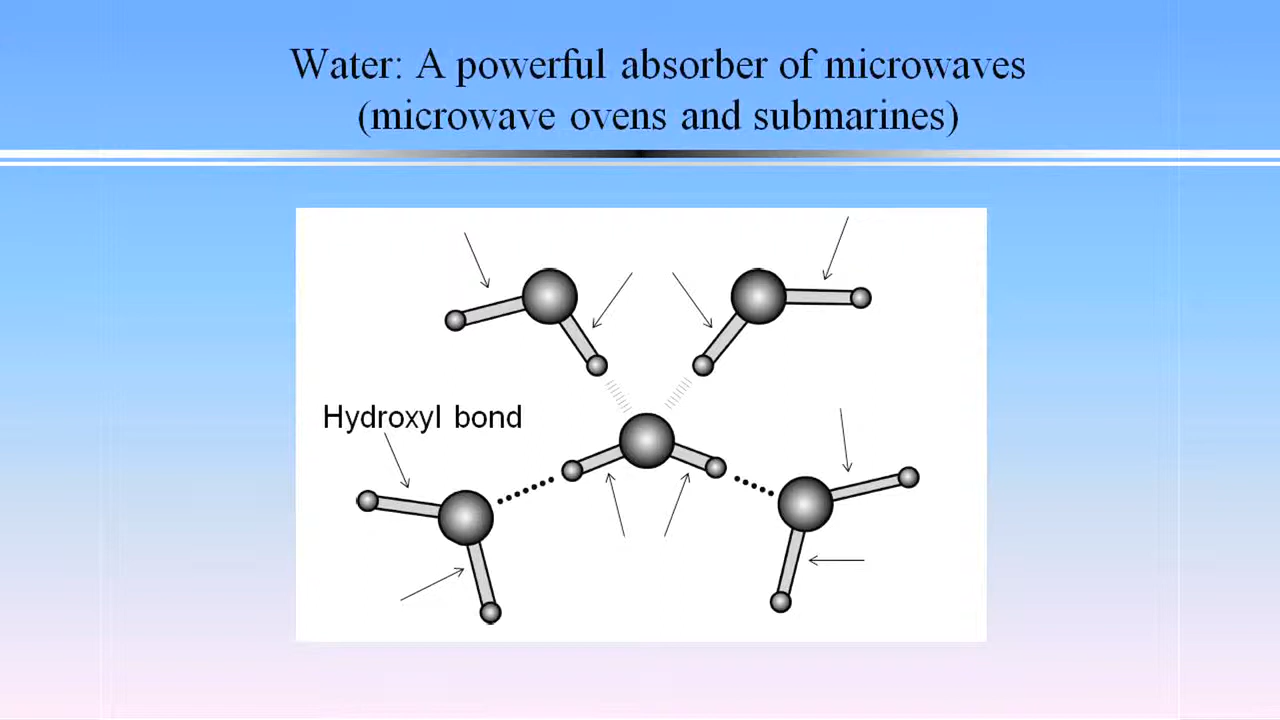 Water: A powerful absorber of microwaves
(microwave ovens and submarines)
Hydroxyl bond